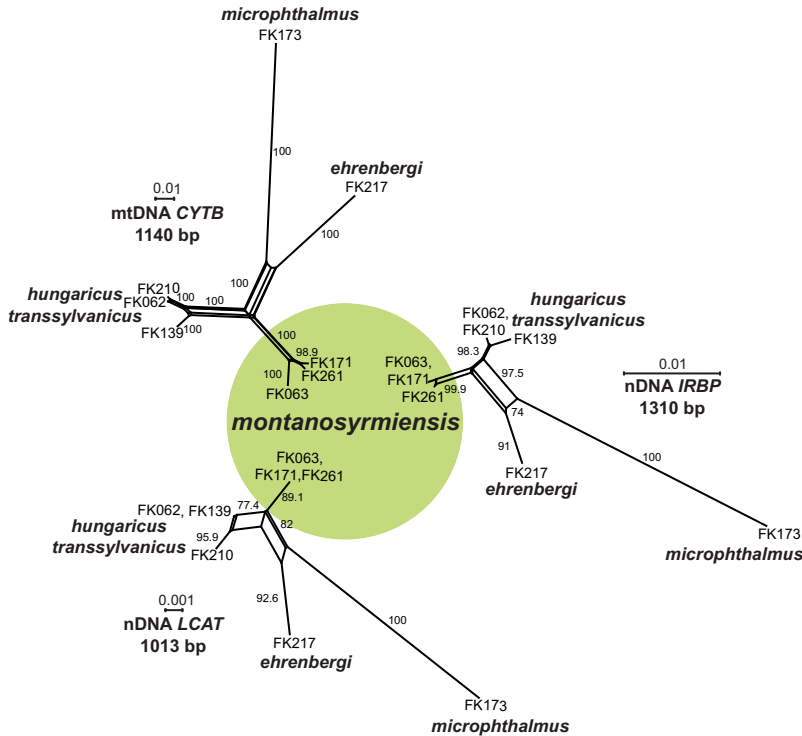 microphthalmus
FK173
100
ehrenbergi
FK217
100
0.01
mtDNA CYTB
1140 bp
100
FK210
FK062
100
100
hungaricus
transsylvanicus
FK139
100
100
98.9
FK171
FK261
100
FK063
hungaricus
transsylvanicus
FK062,
FK210
FK139
98.3
97.5
FK063,
FK171
FK261
99.9
74
0.01
nDNA IRBP
1310 bp
100
91
FK217
ehrenbergi
FK173
microphthalmus
montanosyrmiensis
FK063,
FK171,FK261
89.1
77.4
FK062, FK139
82
hungaricus
transsylvanicus
95.9
FK210
92.6
0.001
nDNA LCAT
1013 bp
100
FK217
ehrenbergi
FK173
microphthalmus